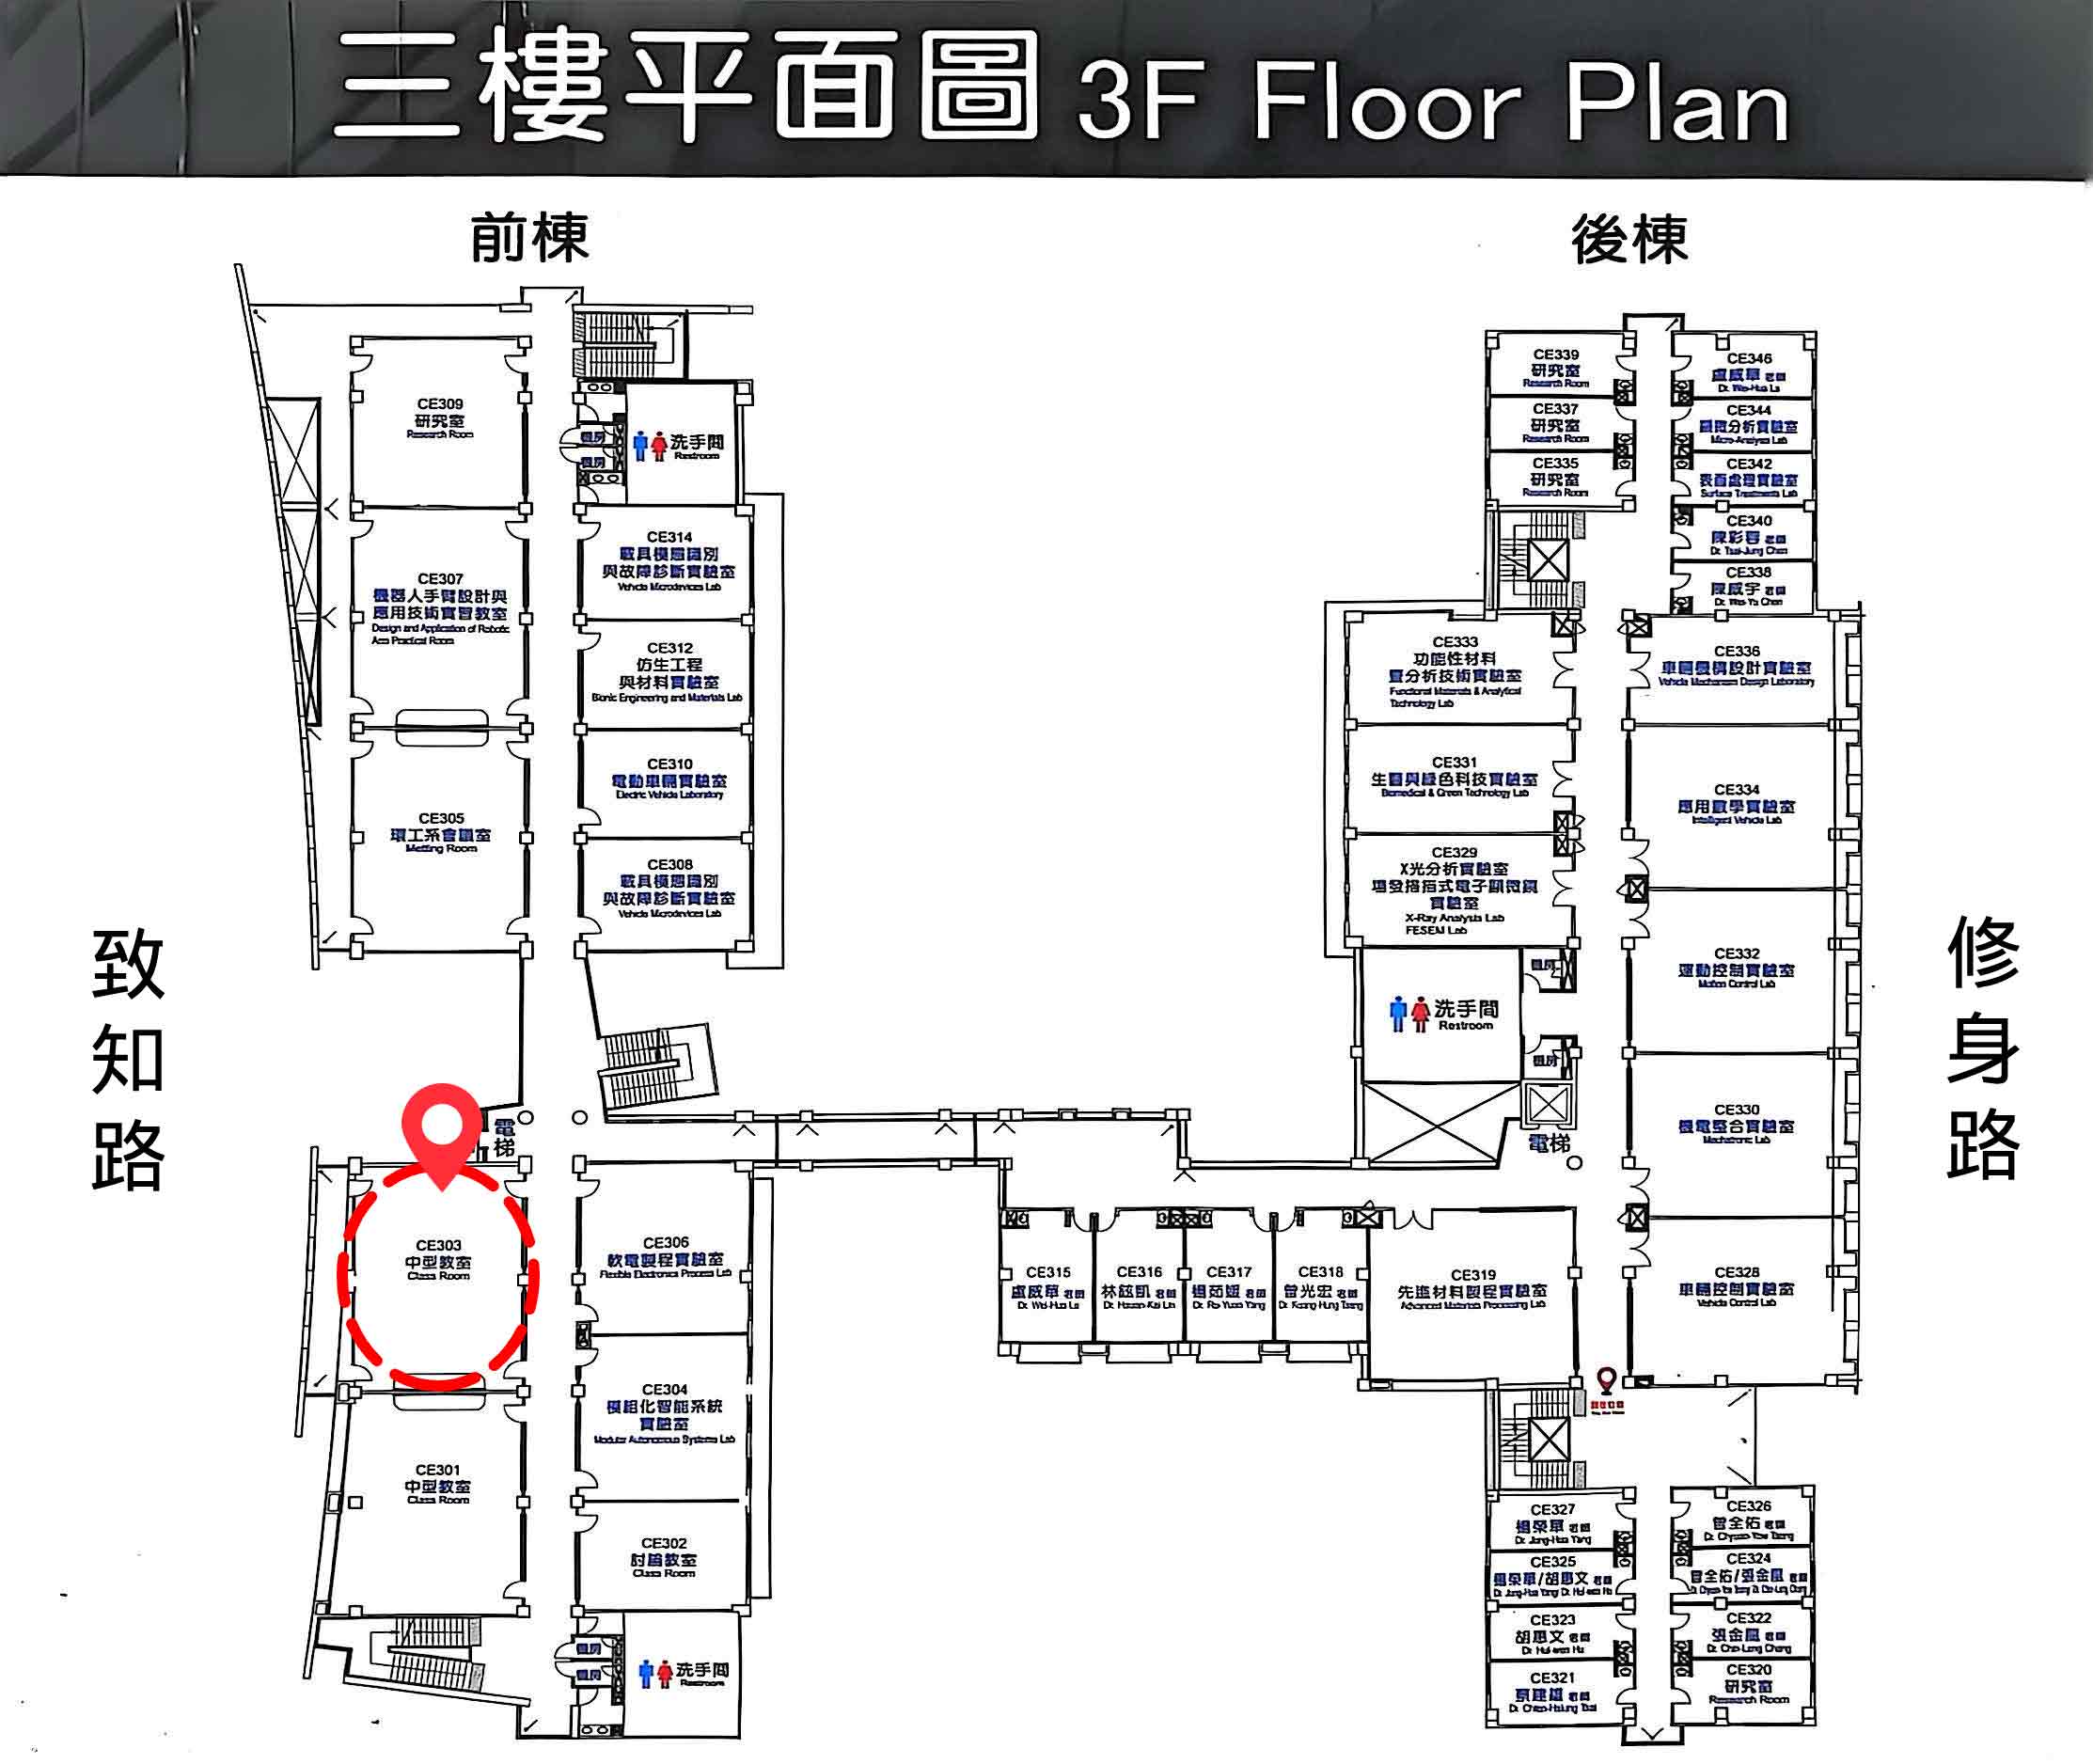 三樓平面圖 3F Floor Plan
前棟
後棟
致知路
修身路
CE309
研究室
Research Room
洗手間
Restroom
CE307
機器人手臂設計與
應用技術實習教室
Design and Application of Robotic
Arm Practical Room
CE314
載具模態識別
與故障診斷實驗室
Vehicle Microdevices Lab
CE312
仿生工程
與材料實驗室
Bionic Engineering and Materials Lab
CE310
電動車輛實驗室
Electric Vehicle Laboratory
CE305
環工系會議室
Metting Room
CE308
載具模態識別
與故障診斷實驗室
Vehicle Microdevices Lab
電梯
CE303
中型教室
Class Room
CE306
軟電製程實驗室
Flexible Electronics Process Lab
CE304
模組化智能系統
實驗室
Modular Autonomous Systems Lab
CE301
中型教室
Class Room
CE302
討論教室
Class Room
洗手間
Restroom
CE315
盧威華 老師
Dr. Wei-Hua Lu
CE316
林鉉凱 老師
Dr. Hsuan-Kai Lin
CE317
楊茹媛 老師
Dr. Ru-Yuan Yang
CE318
曾光宏 老師
Dr. Kuang-Hung Tseng
CE319
先進材料製程實驗室
Advanced Materials Processing Lab
CE339
研究室
Research Room
CE337
研究室
Research Room
CE335
研究室
Research Room
CE346
盧威華 老師
Dr. Wei-Hua Lu
CE344
顯微分析實驗室
Micro-Analysis Lab
CE342
表面處理實驗室
Surface Treatments Lab
CE340
陳彩蓉 老師
Dr. Tsai-Jung Chen
CE338
陳威宇 老師
Dr. Wei-Yu Chen
CE333
功能性材料
暨分析技術實驗室
Functional Materials & Analytical
Technology Lab
CE336
車輛機構設計實驗室
Vehicle Mechanism Design Laboratory
CE331
生醫與綠色科技實驗室
Biomedical & Green Technology Lab
CE334
應用數學實驗室
Intelligent Vehicle Lab
CE329
X光分析實驗室
場發掃描式電子顯微鏡
實驗室
X-Ray Analysis Lab
FESEM Lab
CE332
運動控制實驗室
Motion Control Lab
洗手間
Restroom
電梯
CE330
機電整合實驗室
Mechatronic Lab
CE328
車輛控制實驗室
Vehicle Control Lab
CE327
楊榮華 老師
Dr. Jung-Hua Yang
CE326
曾全佑 老師
Dr. Chyuan-Yow Tseng
CE325
楊榮華/胡惠文 老師
CE324
曾全佑/張金龍 老師
CE323
胡惠文 老師
Dr. Hui-wen Hu
CE322
張金龍 老師
Dr. Chin-Lung Chang
CE321
蔡建雄 老師
Dr. Chien-Hsiung Tsai
CE320
研究室
Research Room